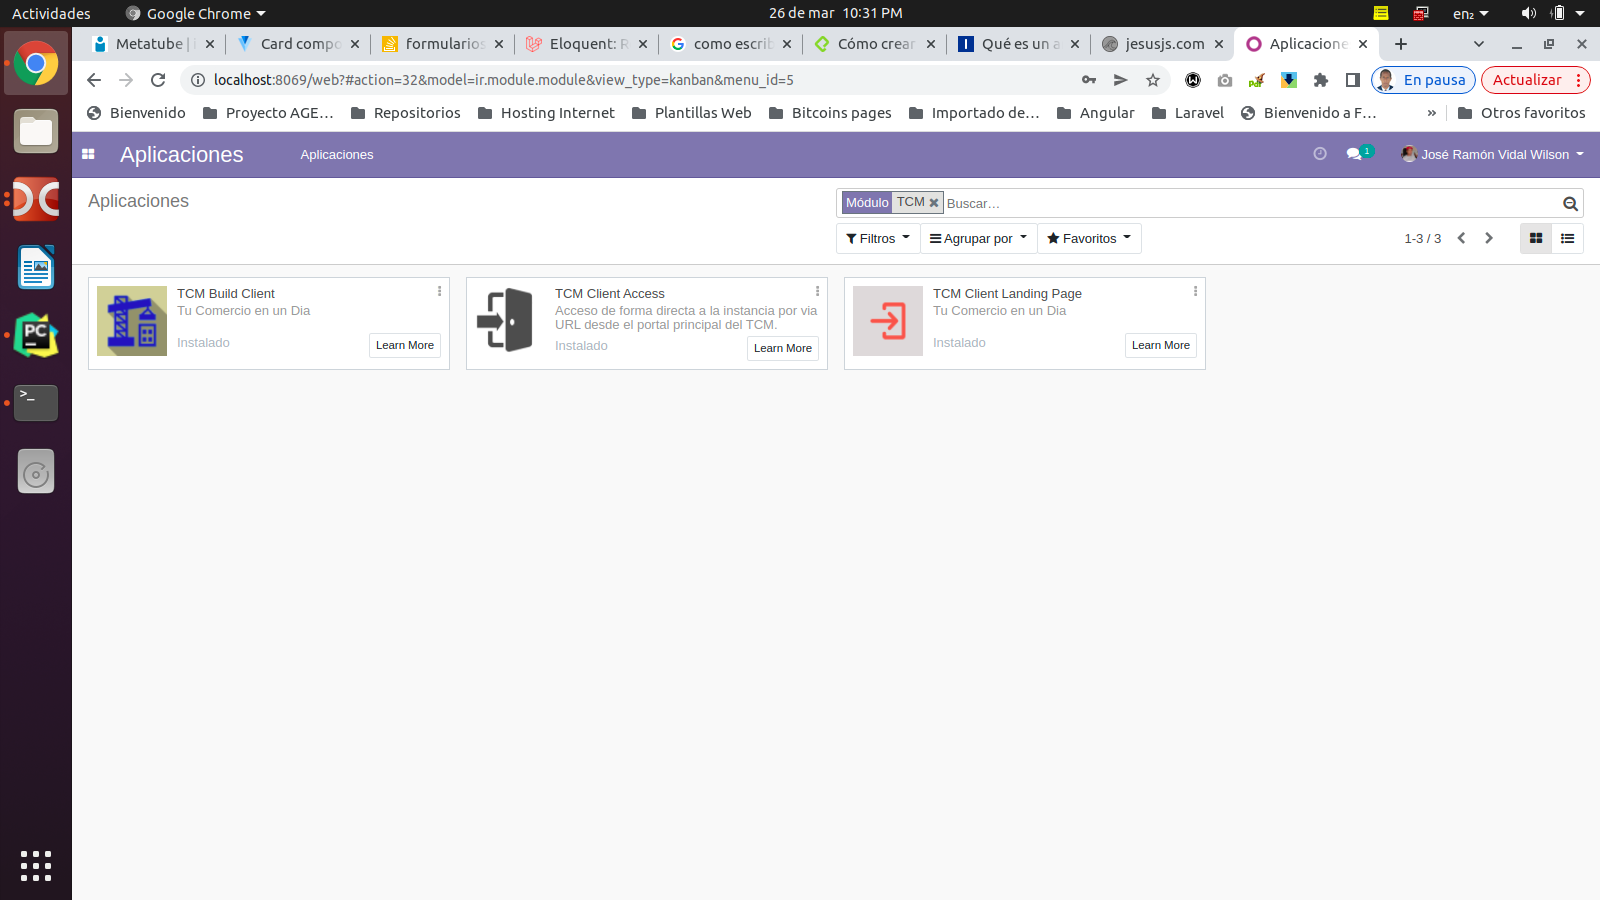 Actividades
Google Chrome
26 de mar 10:31 PM
en₂
Metatube |
Card compo
formularios
Eloquent: R
como escrib
Cómo crear
Qué es un a
jesusjs.com
Aplicacione
localhost:8069/web?#action=32&model=ir.module.module&view_type=kanban&menu_id=5
En pausa
Actualizar
Bienvenido
Proyecto AGE...
Repositorios
Hosting Internet
Plantillas Web
Bitcoins pages
Importado de...
Angular
Laravel
Bienvenido a F...
»
Otros favoritos
Aplicaciones
Aplicaciones
1
José Ramón Vidal Wilson
Aplicaciones
Módulo TCM
Buscar...
Filtros
Agrupar por
Favoritos
1-3 / 3
TCM Build Client
Tu Comercio en un Dia
Instalado
Learn More
TCM Client Access
Acceso de forma directa a la instancia por via
URL desde el portal principal del TCM.
Instalado
Learn More
TCM Client Landing Page
Tu Comercio en un Dia
Instalado
Learn More
PC
>_